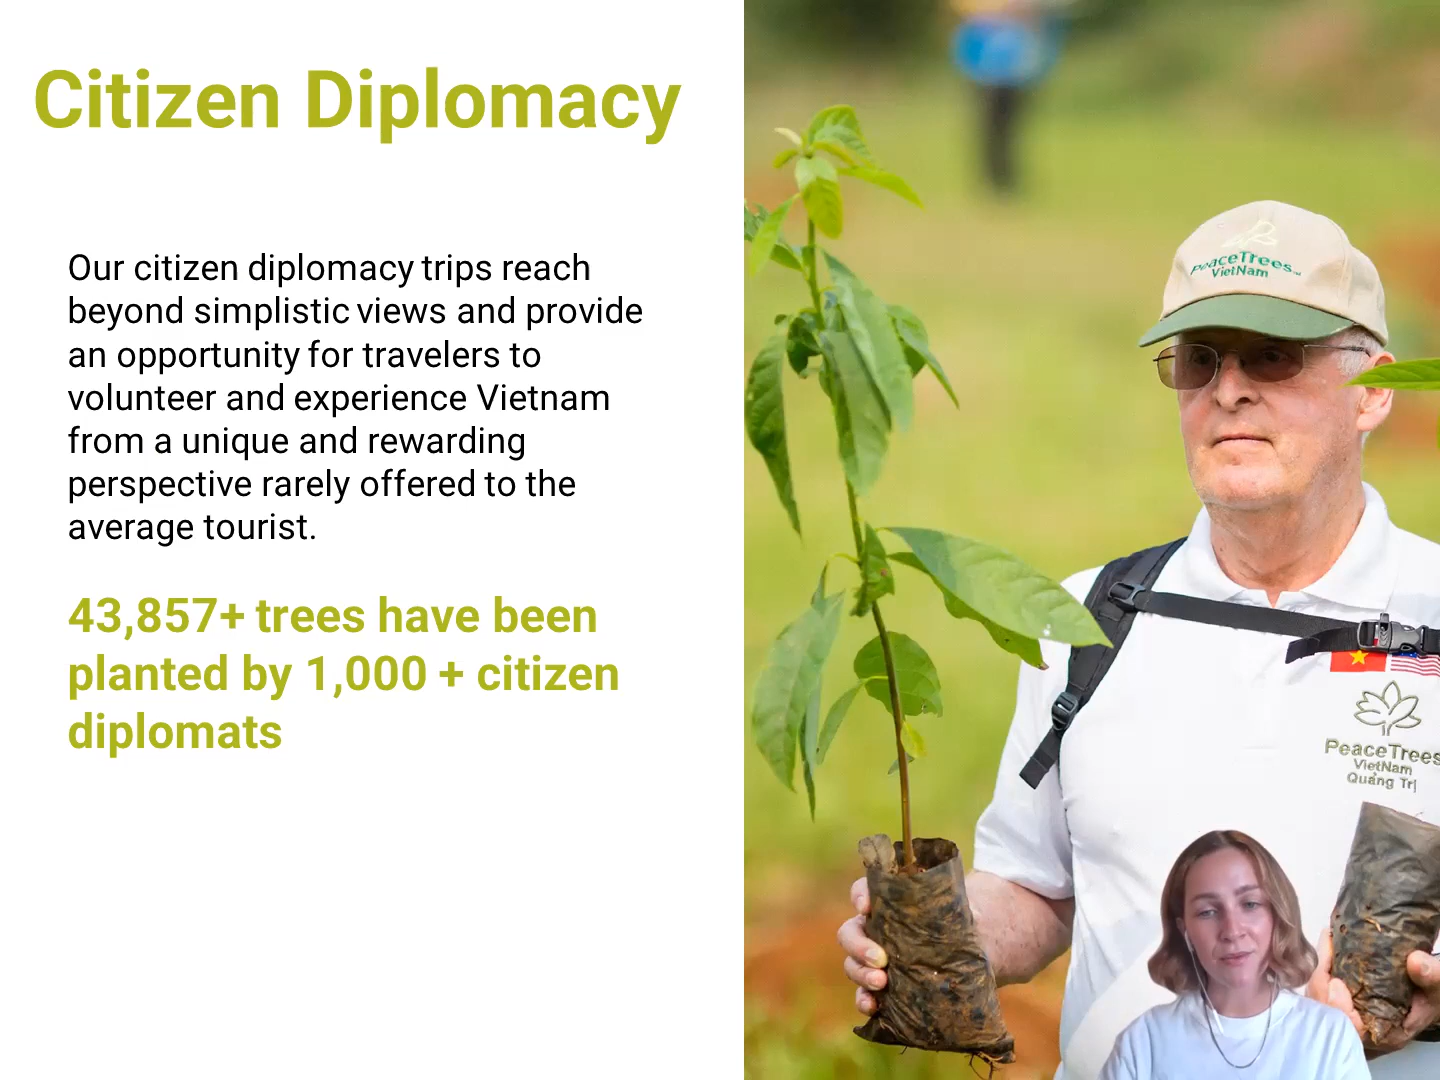 Citizen Diplomacy
Our citizen diplomacy trips reach
beyond simplistic views and provide
an opportunity for travelers to
volunteer and experience Vietnam
from a unique and rewarding
perspective rarely offered to the
average tourist.
43,857+ trees have been
planted by 1,000 + citizen
diplomats
PeaceTrees
VietNam
PeaceTrees
VietNam
Quảng Trị